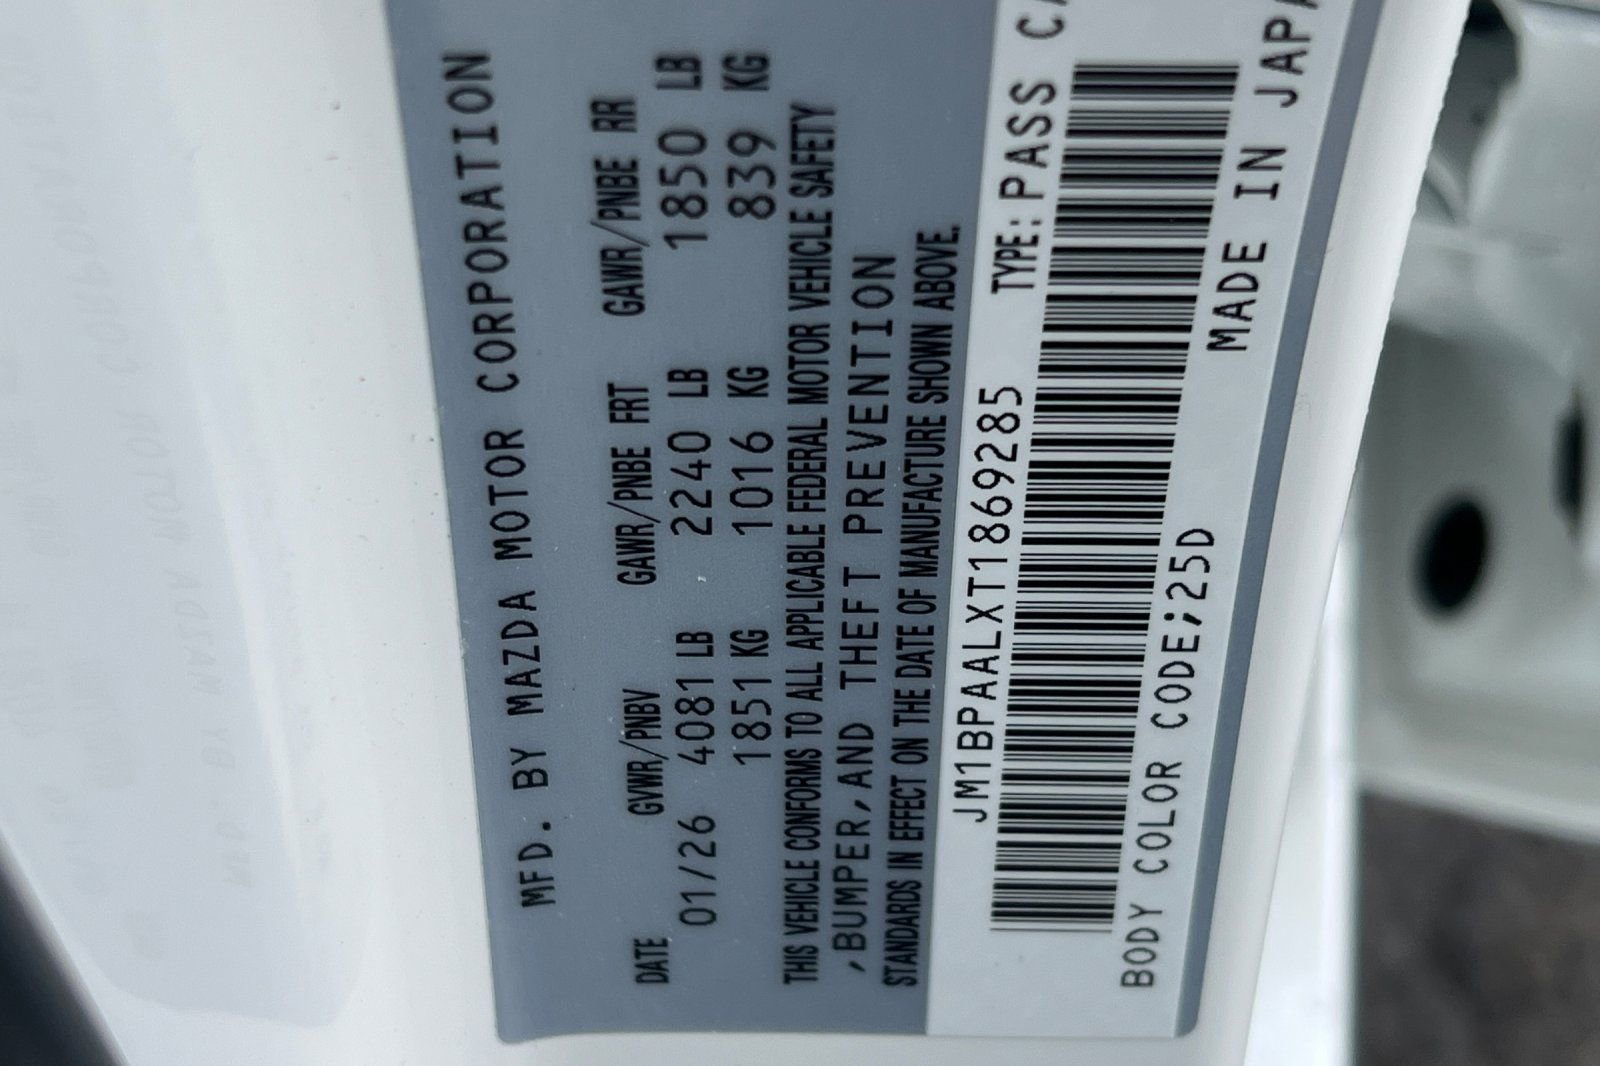 MFD. BY MAZDA MOTOR CORPORATION
DATE GVWR/PNBV GAWR/PNBE FRT GAWR/PNBE RR
01/26 4081 LB 2240 LB 1850 LB
1851 KG 1016 KG 839 KG
THIS VEHICLE CONFORMS TO ALL APPLICABLE FEDERAL MOTOR VEHICLE SAFETY
,BUMPER,AND THEFT PREVENTION
STANDARDS IN EFFECT ON THE DATE OF MANUFACTURE SHOWN ABOVE.
JM1BPAALXT1869285 TYPE:PASS CA
BODY COLOR CODE;25D MADE IN JAPA